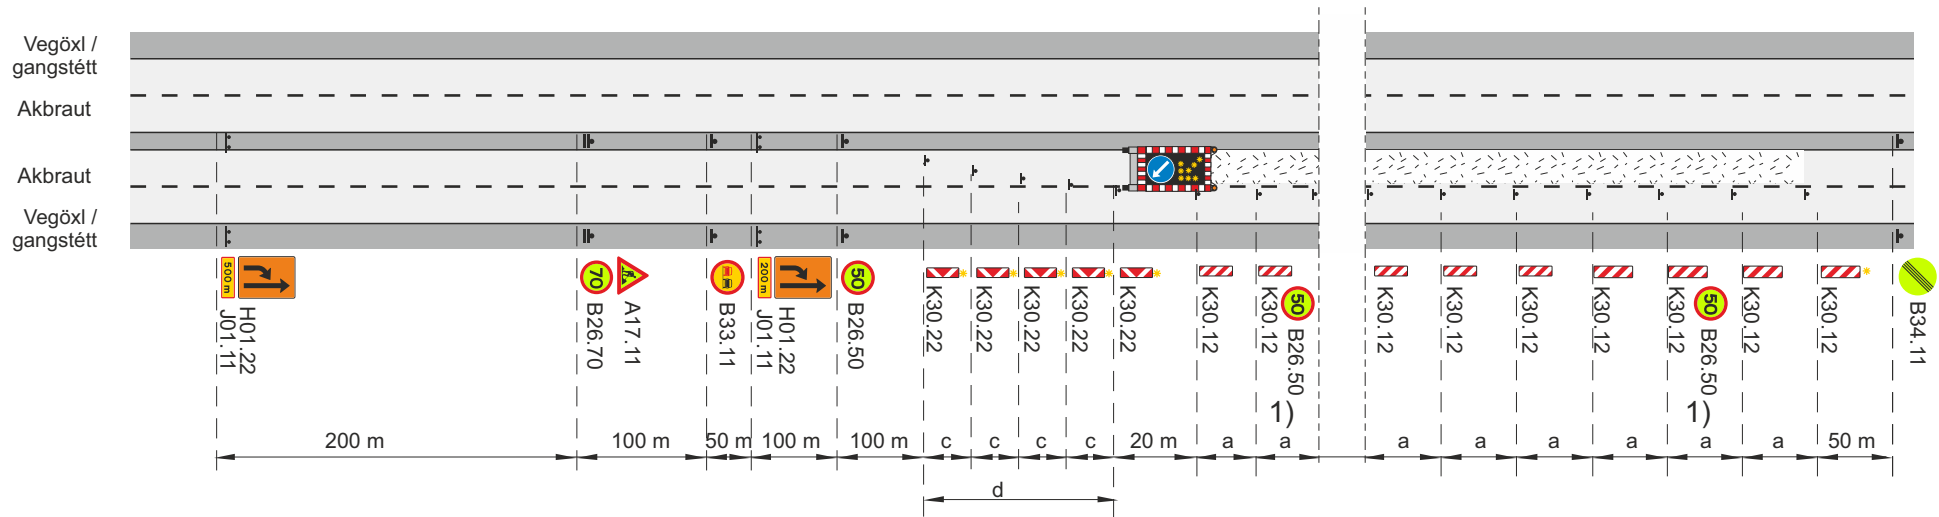 Vegöxl /
gangstétt
Akbraut
Akbraut
Vegöxl /
gangstétt
500 m
J01.11
H01.22
70
B26.70
A17.11
B33.11
200 m
J01.11
H01.22
50
B26.50
K30.22
K30.22
K30.22
K30.22
K30.22
K30.12
K30.12
50
B26.50
1)
K30.12
K30.12
K30.12
K30.12
K30.12
50
B26.50
1)
K30.12
K30.12
B34.11
200 m
100 m
50 m
100 m
100 m
c
c
c
c
20 m
a
a
a
a
a
a
a
a
50 m
d